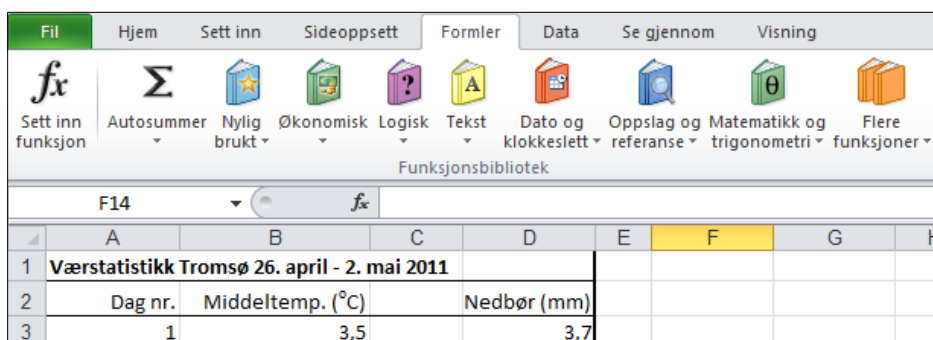 Fil Hjem Sett inn Sideoppsett Formler Data Se gjennom Visning
fx Σ A θ ?
Sett inn funksjon Autosummer Nylig brukt Økonomisk Logisk Tekst Dato og klokkeslett Oppslag og referanse Matematikk og trigonometri Flere funksjoner
Funksjonsbibliotek
F14 fx
A B C D E F G
1 Værstatistikk Tromsø 26. april - 2. mai 2011
2 Dag nr. Middeltemp. (°C) Nedbør (mm)
3 1 3,5 3,7